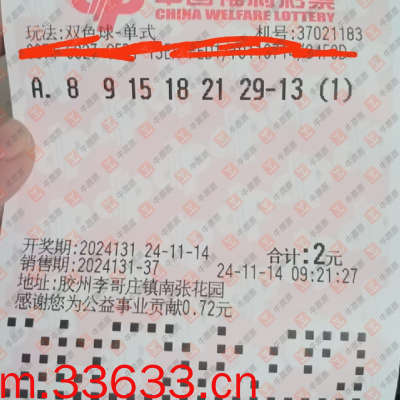 中国福利彩票
CHINA WELFARE LOTTERY
玩法:双色球-单式 机号:37021183
A. 8 9 15 18 21 29-13 (1)
开奖期:2024131 24-11-14 合计:2元
销售期:2024131-37 24-11-14 09:21:27
地址:胶州李哥庄镇南张花园
感谢您为公益事业贡献0.72元
m.33633.cn